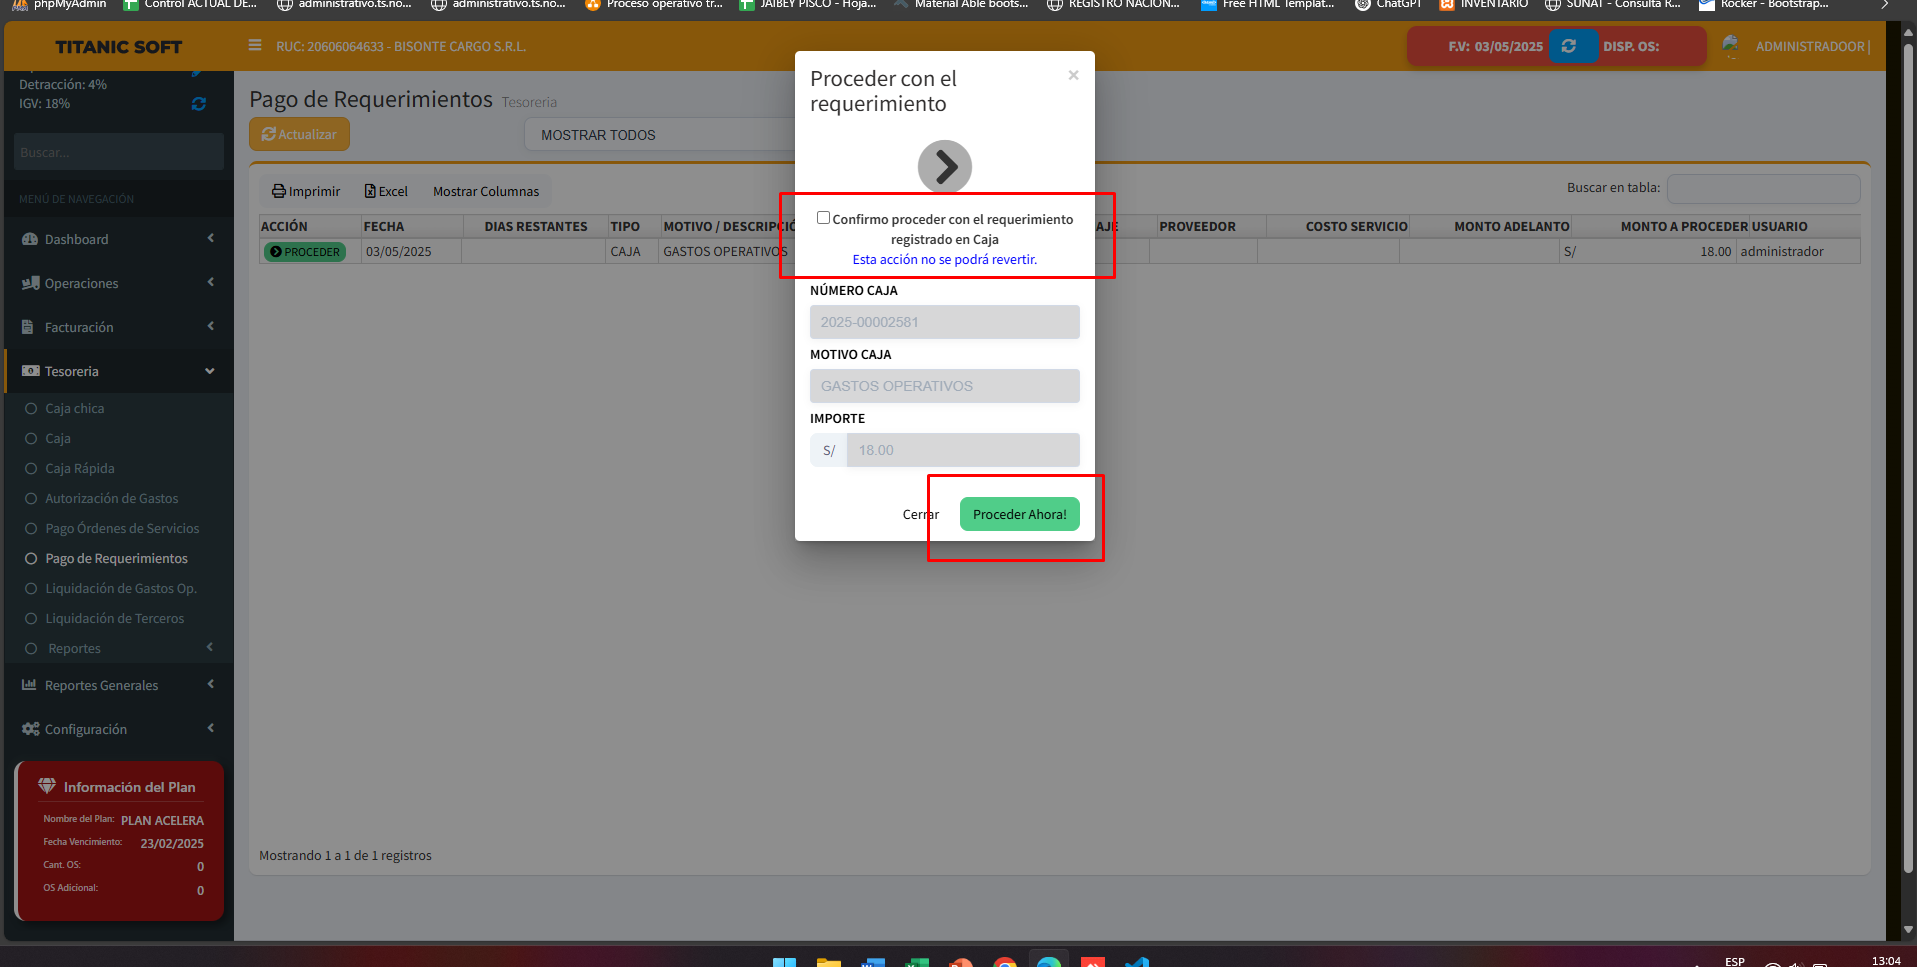 phpMyAdmin
Control ACTUAL DE...
administrativo.ts.no...
administrativo.ts.no...
Proceso operativo tr...
JAIBEY PISCO - Hoja...
Material Able boots...
REGISTRO NACION...
Free HTML Templat...
ChatGPT
INVENTARIO
SUNAT - Consulta R...
Rocker - Bootstrap...
TITANIC SOFT
RUC: 20606064633 - BISONTE CARGO S.R.L.
F.V: 03/05/2025
DISP. OS:
ADMINISTRADOOR |
Detracción: 4%
IGV: 18%
Buscar...
MENÚ DE NAVEGACIÓN
Dashboard
Operaciones
Facturación
Tesoreria
Caja chica
Caja
Caja Rápida
Autorización de Gastos
Pago Órdenes de Servicios
Pago de Requerimientos
Liquidación de Gastos Op.
Liquidación de Terceros
Reportes
Reportes Generales
Configuración
Información del Plan
Nombre del Plan: PLAN ACELERA
Fecha Vencimiento: 23/02/2025
Cant. OS: 0
OS Adicional: 0
Pago de Requerimientos Tesoreria
Actualizar
MOSTRAR TODOS
Imprimir
Excel
Mostrar Columnas
Buscar en tabla:
ACCIÓN FECHA DIAS RESTANTES TIPO MOTIVO / DESCRIPCIÓ AJE PROVEEDOR COSTO SERVICIO MONTO ADELANTO MONTO A PROCEDER USUARIO
PROCEDER 03/05/2025 CAJA GASTOS OPERATIVOS S/ 18.00 administrador
Mostrando 1 a 1 de 1 registros
Proceder con el
requerimiento
×
Confirmo proceder con el requerimiento
registrado en Caja
Esta acción no se podrá revertir.
NÚMERO CAJA
2025-00002581
MOTIVO CAJA
GASTOS OPERATIVOS
IMPORTE
S/ 18.00
Cerrar
Proceder Ahora!
ESP
13:04